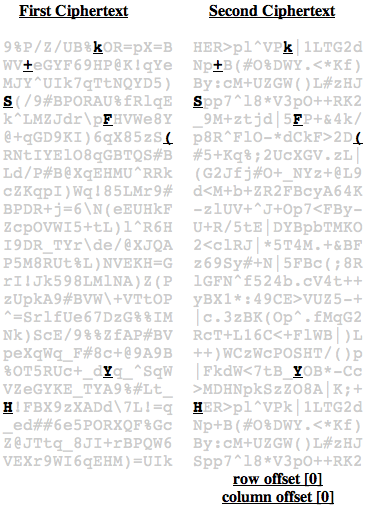 First Ciphertext
9%P/Z/UB%kOR=pX=B
WV+eGYF69HP@K!qYe
MJY^UIk7qTtNQYD5)
S(/9#BPORAU%fRlqE
k^LMZJdr\pFHVWe8Y
@+qGD9KI)6qX85zS(
RNtIYElO8qGBTQS#B
Ld/P#B@XqEHMU^RRk
cZKqpI)Wq!85LMr9#
BPDR+j=6\N(eEUHkF
ZcpOVWI5+tL)l^R6H
I9DR_TYr\de/@XJQA
P5M8RUt%L)NVEKH=G
rI!Jk598LMlNA)Z(P
zUpkA9#BVW\+VTtOP
^=SrlfUe67DzG%%IM
Nk)ScE/9%%ZfAP#BV
peXqWq_F#8c+@9A9B
%OT5RUc+_dYq_^SqW
VZeGYKE_TYA9%#Lt_
H!FBX9zXADd\7L!=q
_ed##6e5PORXQF%Gc
Z@JTtq_8JI+rBPQW6
VEXr9WI6qEHM)=UIk
Second Ciphertext
HER>pl^VPk|1LTG2d
Np+B(#O%DWY.<*Kf)
By:cM+UZGW()L#zHJ
Spp7^l8*V3pO++RK2
_9M+ztjd|5FP+&4k/
p8R^FlO-*dCkF>2D(
#5+Kq%;2UcXGV.zL|
(G2Jfj#O+_NYz+@L9
d<M+b+ZR2FBcyA64K
-zlUV+^J+Op7<FBy-
U+R/5tE|DYBpbTMKO
2<clRJ|*5T4M.+&BF
z69Sy#+N|5FBc(;8R
lGFN^f524b.cV4t++
yBX1*:49CE>VUZ5-+
|c.3zBK(Op^.fMqG2
RcT+L16C<+FlWB|)L
++)WCzWcPOSHT/()p
|FkdW<7tB_YOB*-Cc
>MDHNpkSzZO8A|K;+
HER>pl^VPk|1LTG2d
Np+B(#O%DWY.<*Kf)
By:cM+UZGW()L#zHJ
Spp7^l8*V3pO++RK2
row offset [0]
column offset [0]